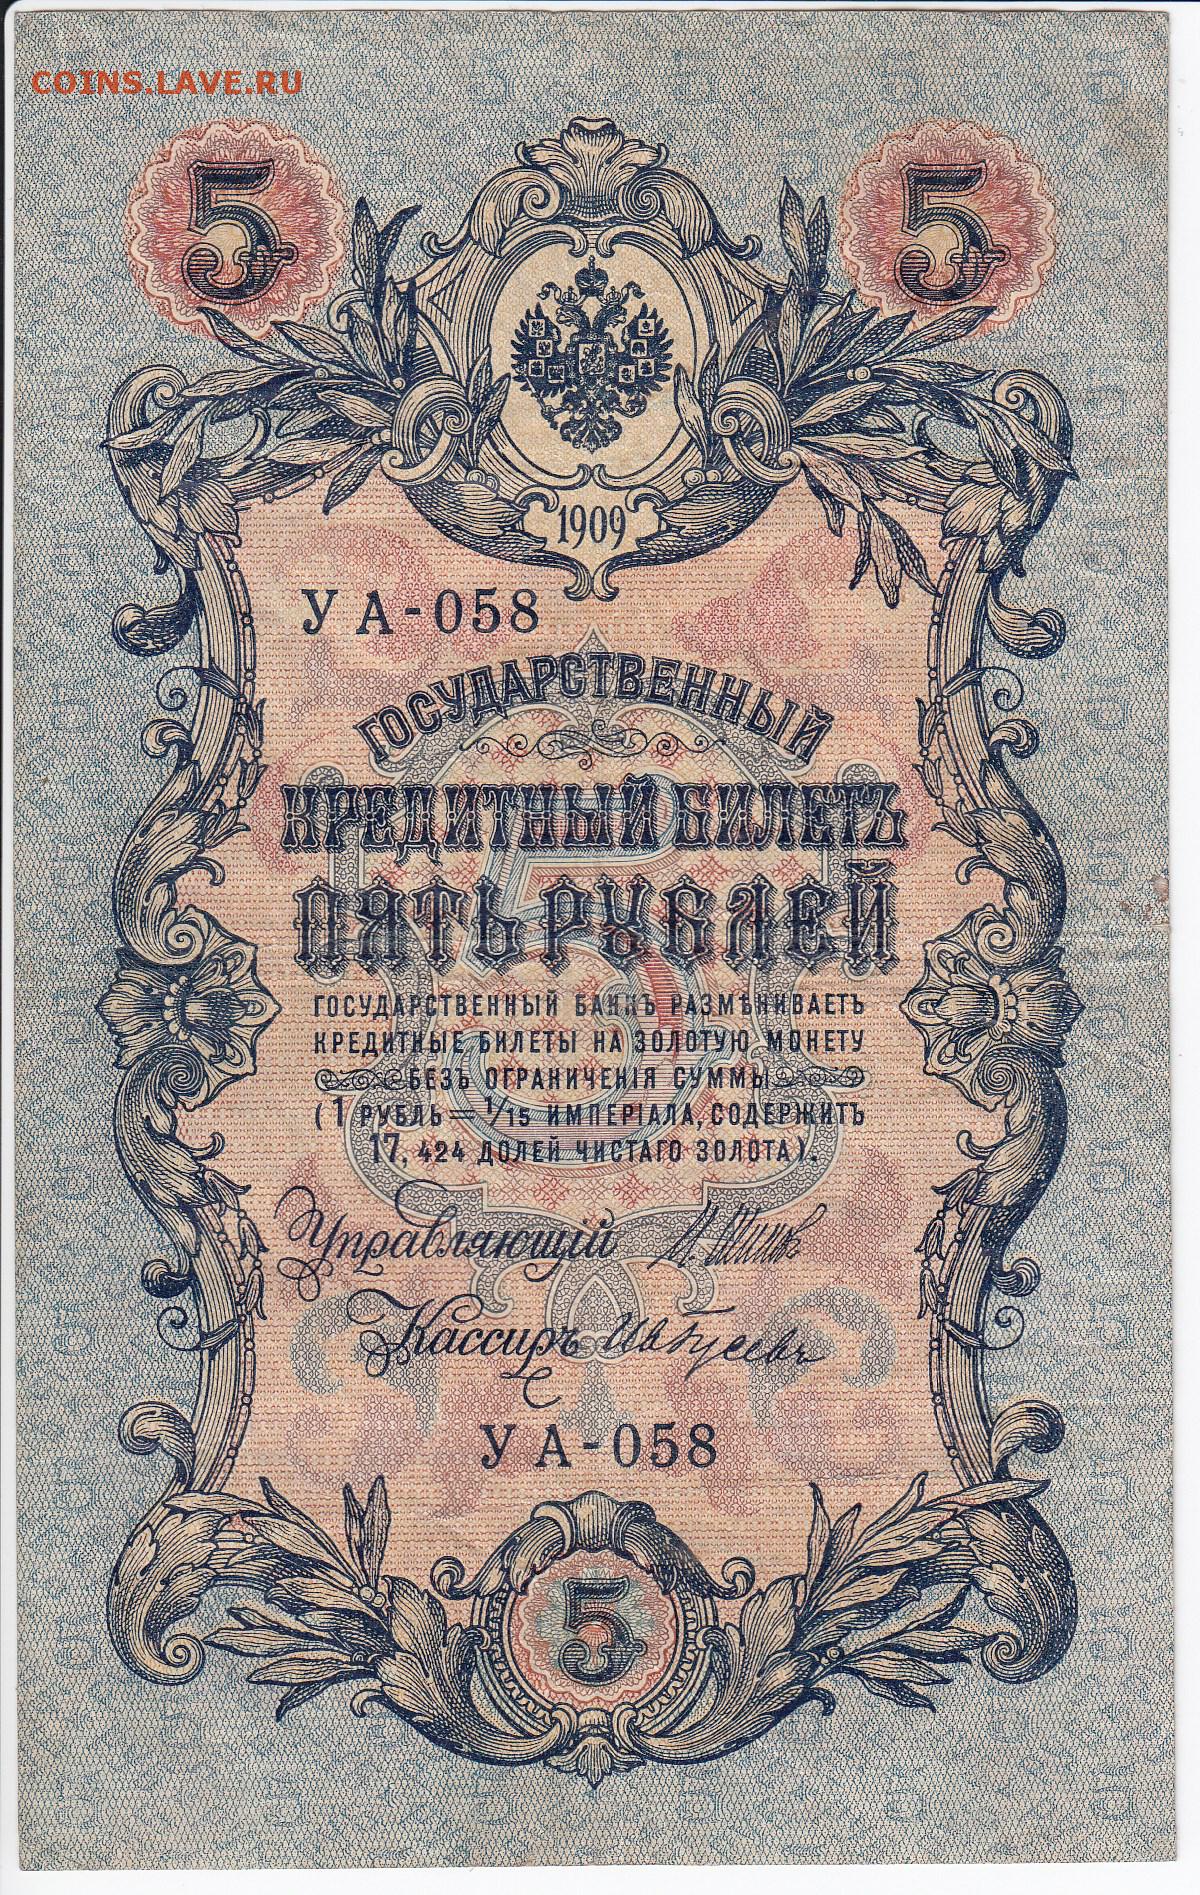 COINS.LAVE.RU
5 5
1909
УА-058
ГОСУДАРСТВЕННЫЙ
КРЕДИТНЫЙ БИЛЕТЪ
ПЯТЬ РУБЛЕЙ
5
ГОСУДАРСТВЕННЫЙ БАНКЪ РАЗМѢНИВАЕТЪ
КРЕДИТНЫЕ БИЛЕТЫ НА ЗОЛОТУЮ МОНЕТУ
БЕЗЪ ОГРАНИЧЕНІЯ СУММЫ
(1 РУБЛЬ = 1/15 ИМПЕРІАЛА, СОДЕРЖИТЪ
17, 424 ДОЛЕЙ ЧИСТАГО ЗОЛОТА).
Управляющій И. Шиповъ
Кассиръ
УА-058
5